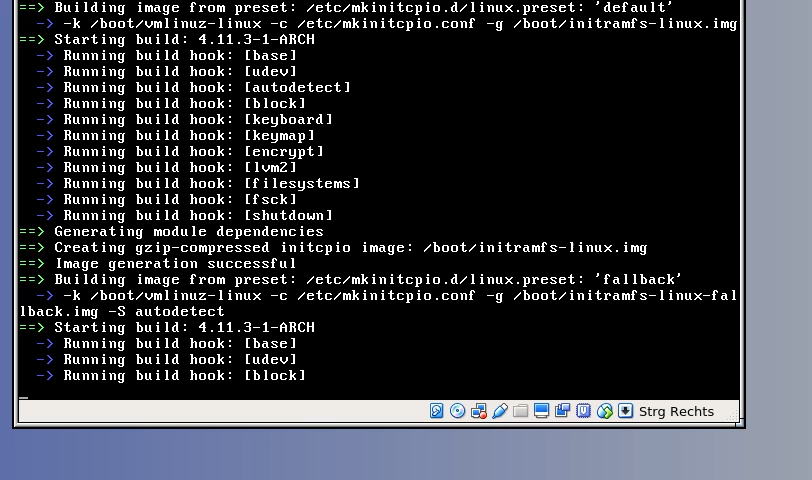 ==> Building image from preset: /etc/mkinitcpio.d/linux.preset: 'default'
  -> -k /boot/vmlinuz-linux -c /etc/mkinitcpio.conf -g /boot/initramfs-linux.img
==> Starting build: 4.11.3-1-ARCH
  -> Running build hook: [base]
  -> Running build hook: [udev]
  -> Running build hook: [autodetect]
  -> Running build hook: [block]
  -> Running build hook: [keyboard]
  -> Running build hook: [keymap]
  -> Running build hook: [encrypt]
  -> Running build hook: [lvm2]
  -> Running build hook: [filesystems]
  -> Running build hook: [fsck]
  -> Running build hook: [shutdown]
==> Generating module dependencies
==> Creating gzip-compressed initcpio image: /boot/initramfs-linux.img
==> Image generation successful
==> Building image from preset: /etc/mkinitcpio.d/linux.preset: 'fallback'
  -> -k /boot/vmlinuz-linux -c /etc/mkinitcpio.conf -g /boot/initramfs-linux-fal
lback.img -S autodetect
==> Starting build: 4.11.3-1-ARCH
  -> Running build hook: [base]
  -> Running build hook: [udev]
  -> Running build hook: [block]
Strg Rechts